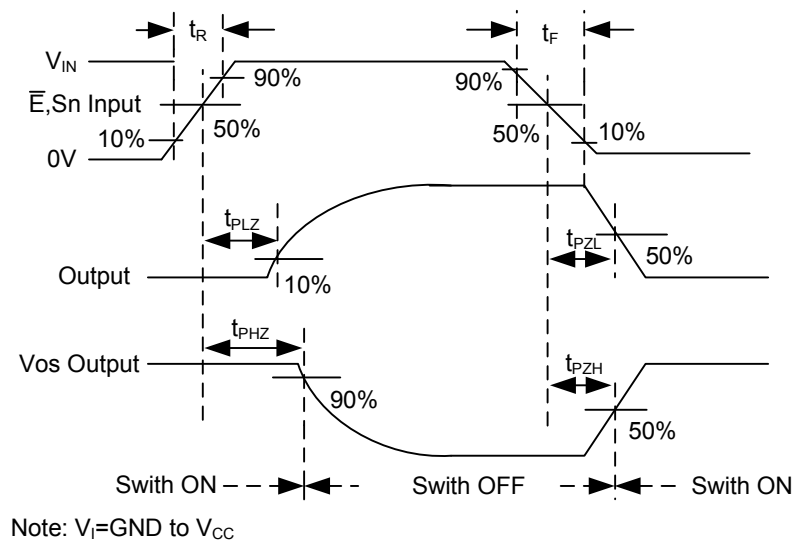 tR
tF
VIN
90%
90%
E̅,Sn Input
50%
50%
10%
10%
0V
tPLZ
tPZL
50%
Output
10%
tPHZ
Vos Output
tPZH
90%
50%
Swith ON
Swith OFF
Swith ON
Note: VI=GND to VCC